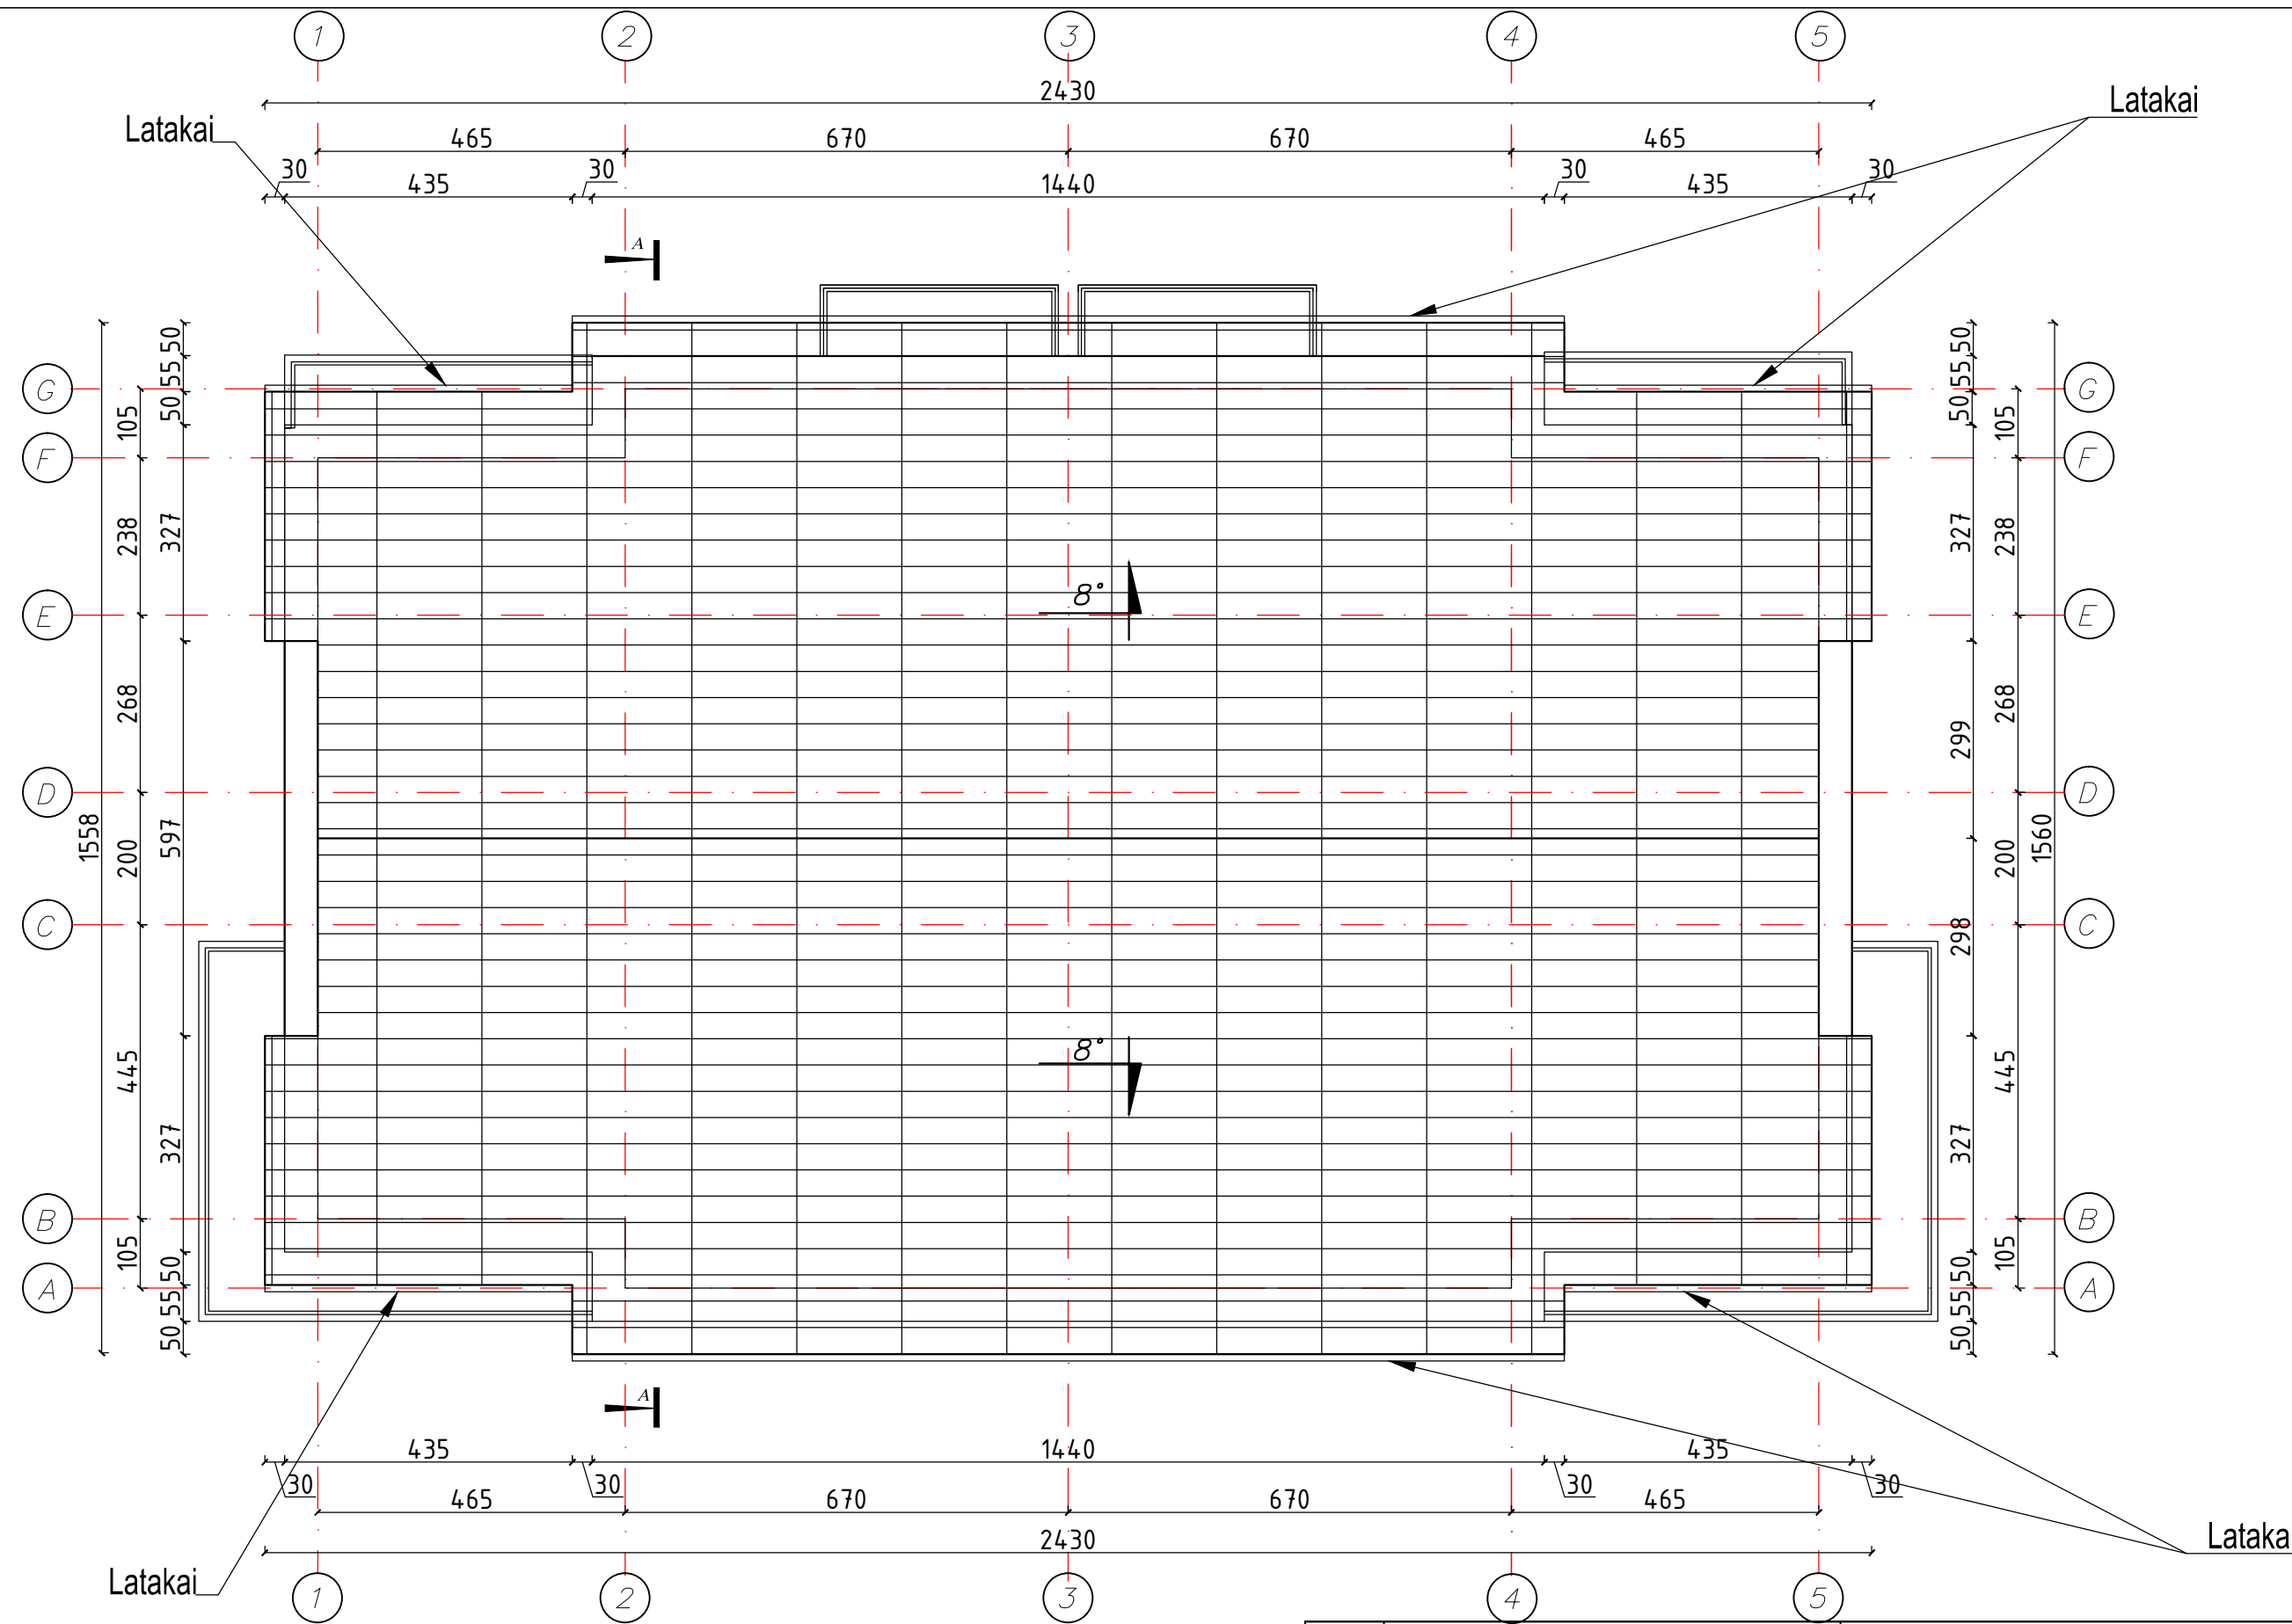 1 2 3 4 5
2430
Latakai Latakai
465 670 670 465
30 435 30 1440 30 435 30
A
50 50
55 55
G G
50 50
105 105
F F
327 238 238 327
8°
E E
268 268
299
D D
1558 597 200 200 1560
C C
298
8°
445 445
327 327
B B
105 50 50 105
A A
55 55
50 50
A
435 1440 435
30 30 30 30
465 670 670 465
2430
Lataka
Latakai
1 2 3 4 5